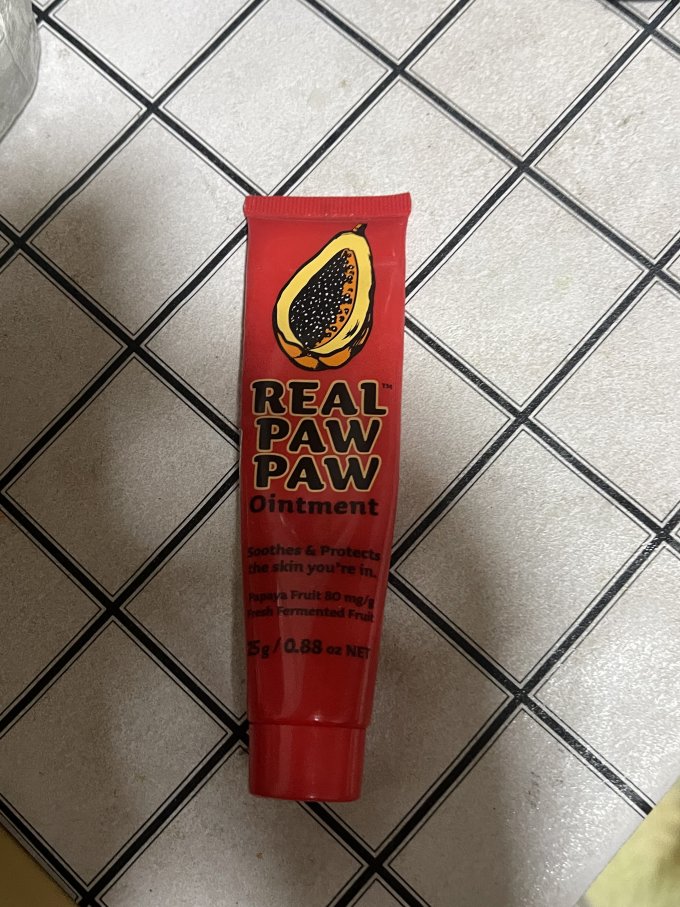 REAL™
PAW
PAW
Ointment
Soothes & Protects
the skin you're in.
Papaya Fruit 80 mg/g
Fresh Fermented Fruit
25g / 0.88 oz NET